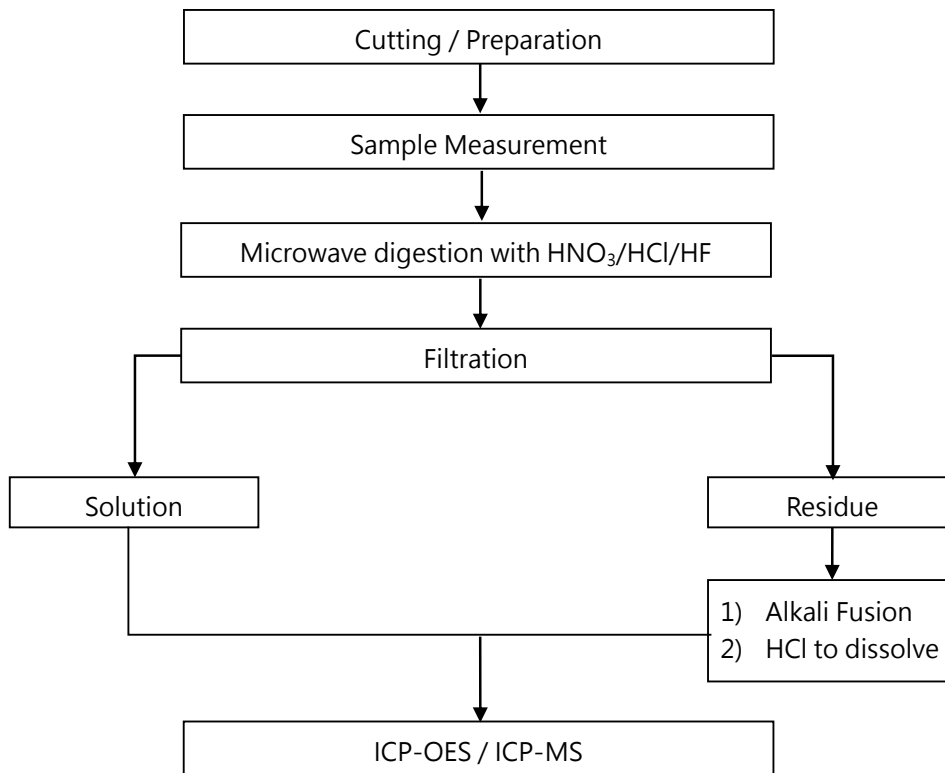 Cutting / Preparation
Sample Measurement
Microwave digestion with HNO₃/HCl/HF
Filtration
Solution
Residue
1) Alkali Fusion
2) HCl to dissolve
ICP-OES / ICP-MS